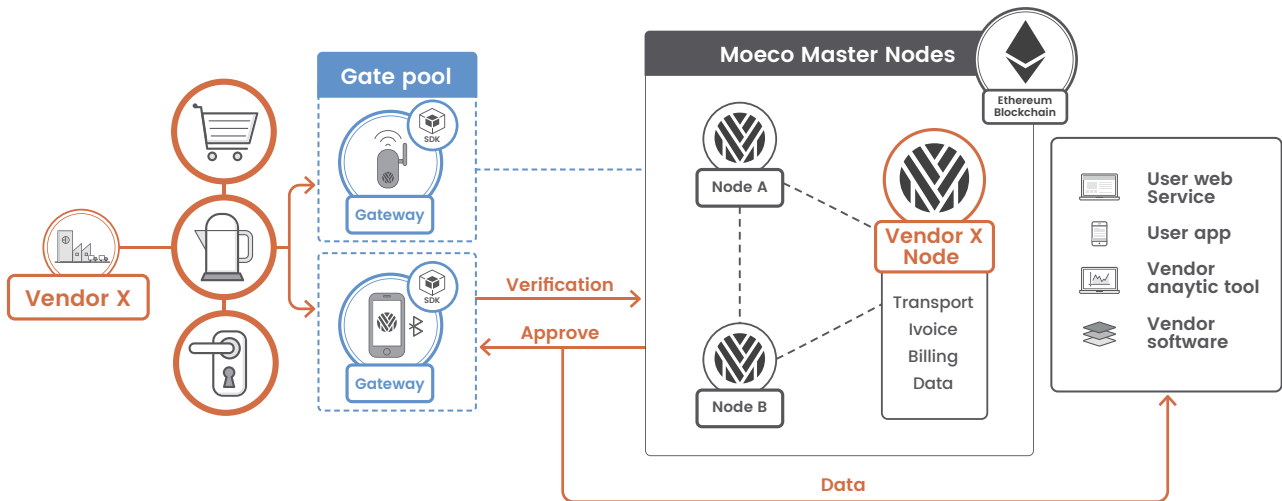 Vendor X
Gate pool
SDK
Gateway
SDK
Gateway
Verification
Approve
Moeco Master Nodes
Ethereum
Blockchain
Node A
Node B
Vendor X
Node
Transport
Ivoice
Billing
Data
User web
Service
User app
Vendor
anaytic tool
Vendor
software
Data